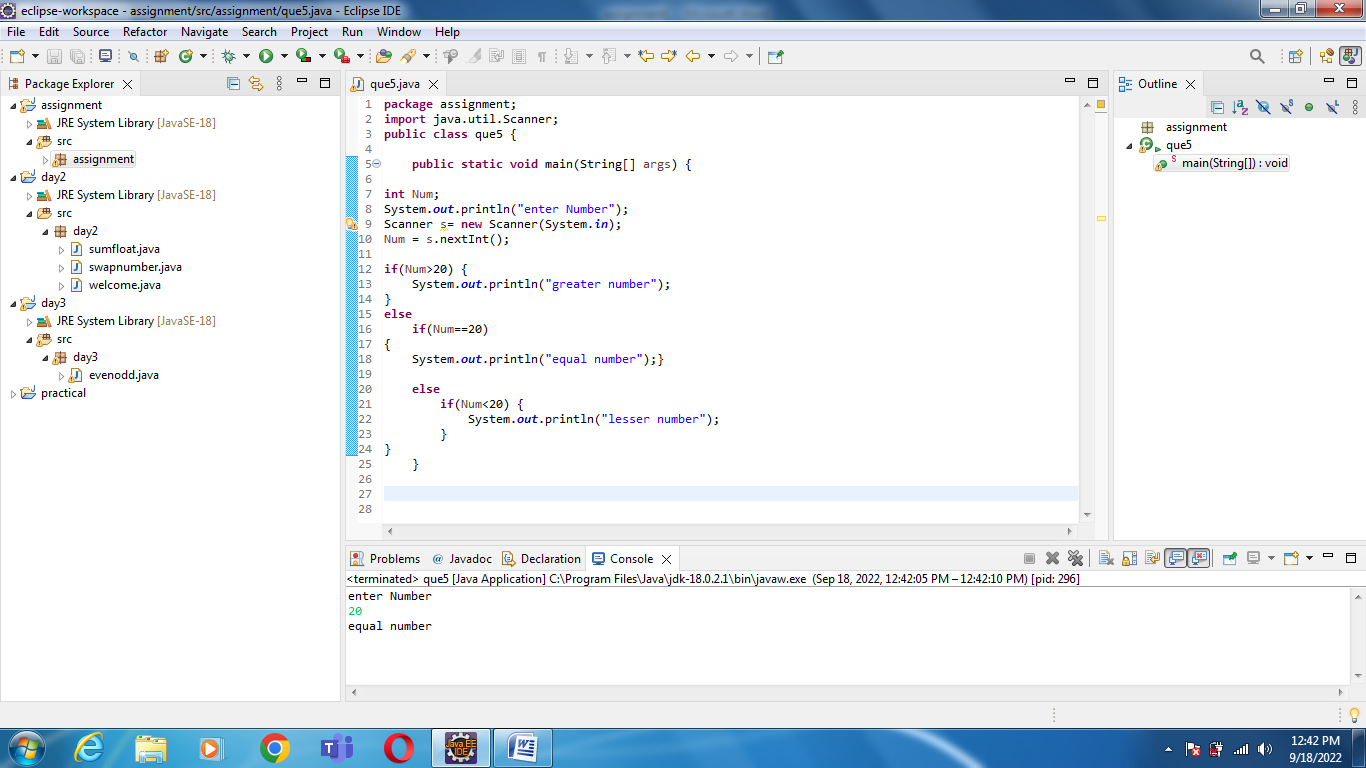 eclipse-workspace - assignment/src/assignment/que5.java - Eclipse IDE
File Edit Source Refactor Navigate Search Project Run Window Help
Package Explorer
assignment
JRE System Library [JavaSE-18]
src
assignment
day2
JRE System Library [JavaSE-18]
src
day2
sumfloat.java
swapnumber.java
welcome.java
day3
JRE System Library [JavaSE-18]
src
day3
evenodd.java
practical
que5.java
1 package assignment;
2 import java.util.Scanner;
3 public class que5 {
4
5     public static void main(String[] args) {
6
7 int Num;
8 System.out.println("enter Number");
9 Scanner s= new Scanner(System.in);
10 Num = s.nextInt();
11
12 if(Num>20) {
13     System.out.println("greater number");
14 }
15 else
16     if(Num==20)
17 {
18     System.out.println("equal number");}
19
20     else
21         if(Num<20) {
22             System.out.println("lesser number");
23         }
24 }
25     }
26
27
28
Outline
assignment
que5
S main(String[]) : void
Problems @ Javadoc Declaration Console
<terminated> que5 [Java Application] C:\Program Files\Java\jdk-18.0.2.1\bin\javaw.exe (Sep 18, 2022, 12:42:05 PM – 12:42:10 PM) [pid: 296]
enter Number
20
equal number
Java EE
IDE
12:42 PM
9/18/2022